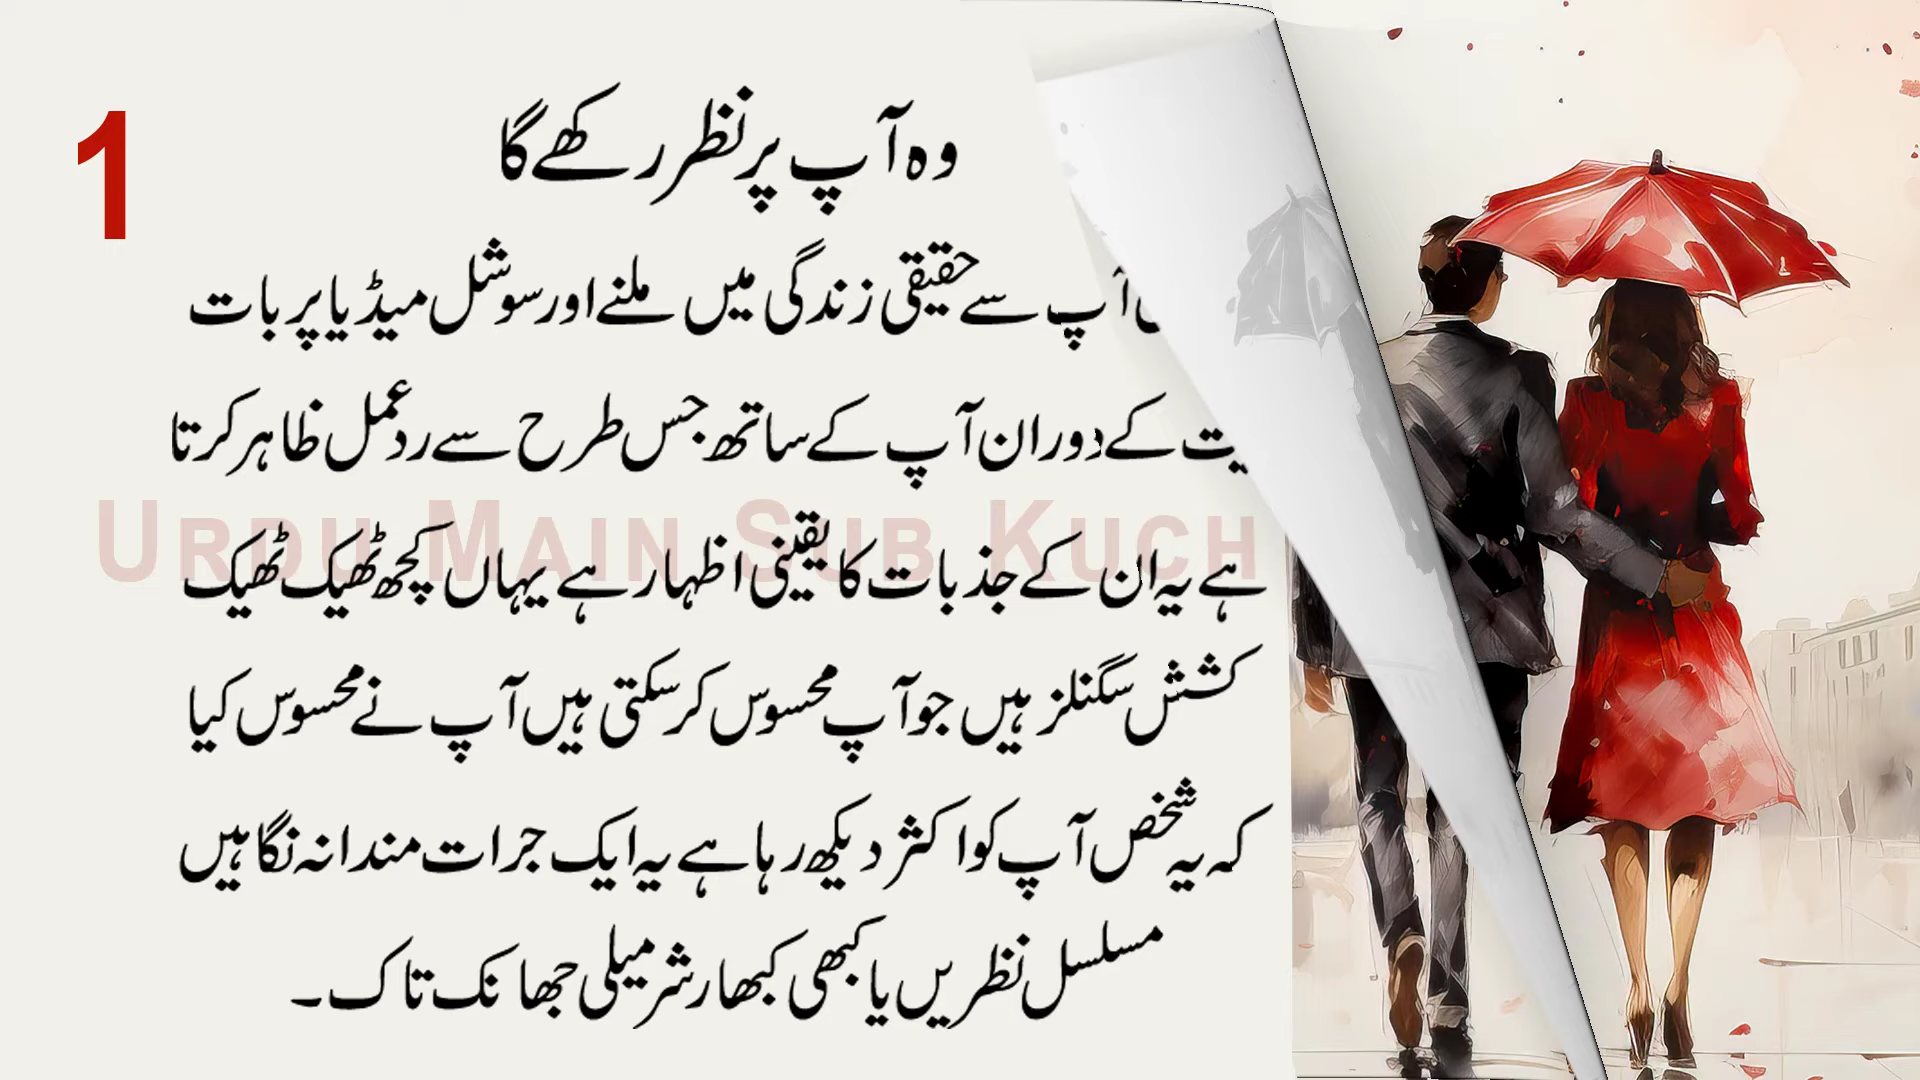 1
وہ آپ پر نظر رکھے گا
آپ سے حقیقی زندگی میں ملنے اور سوشل میڈیا پر بات
کے دوران آپ کے ساتھ جس طرح سے ردعمل ظاہر کرتا
ہے یہ ان کے جذبات کا یقینی اظہار ہے یہاں کچھ ٹھیک ٹھیک
کشش سگنلز ہیں جو آپ محسوس کر سکتی ہیں آپ نے محسوس کیا
کہ یہ شخص آپ کو اکثر دیکھ رہا ہے یہ ایک جرات مندانہ نگاہیں
مسلسل نظریں یا کبھی کبھار شرمیلی جھانک تاک۔
URDU MAIN SUB KUCH